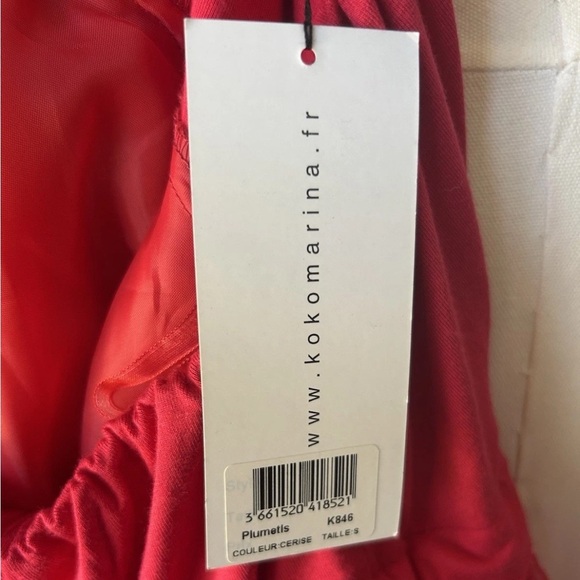 www.kokomarina.fr
3 661520 418521
Plumetis K846
COULEUR:CERISE TAILLE:S